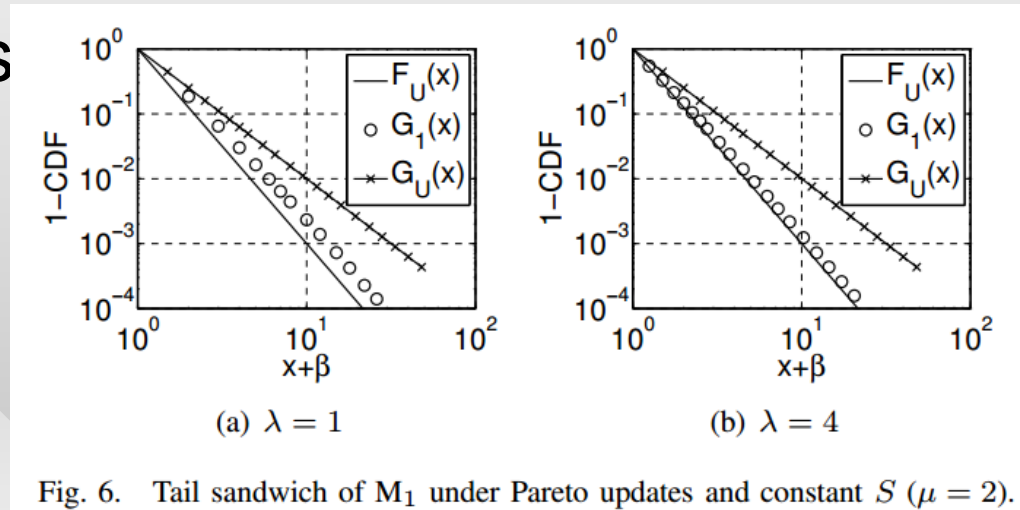 s
10^0
10^-1
10^-2
10^-3
10^-4
1-CDF
F_U(x)
G_1(x)
G_U(x)
10^0 10^1 10^2
x+β
(a) λ = 1
10^0
10^-1
10^-2
10^-3
10^-4
1-CDF
F_U(x)
G_1(x)
G_U(x)
10^0 10^1 10^2
x+β
(b) λ = 4
Fig. 6. Tail sandwich of M_1 under Pareto updates and constant S (μ = 2).